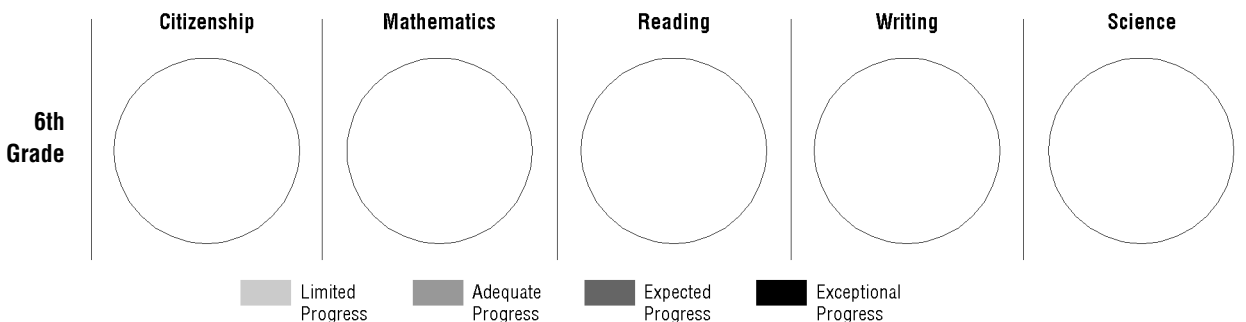 Citizenship Mathematics Reading Writing Science
6th
Grade
Limited
Progress
Adequate
Progress
Expected
Progress
Exceptional
Progress